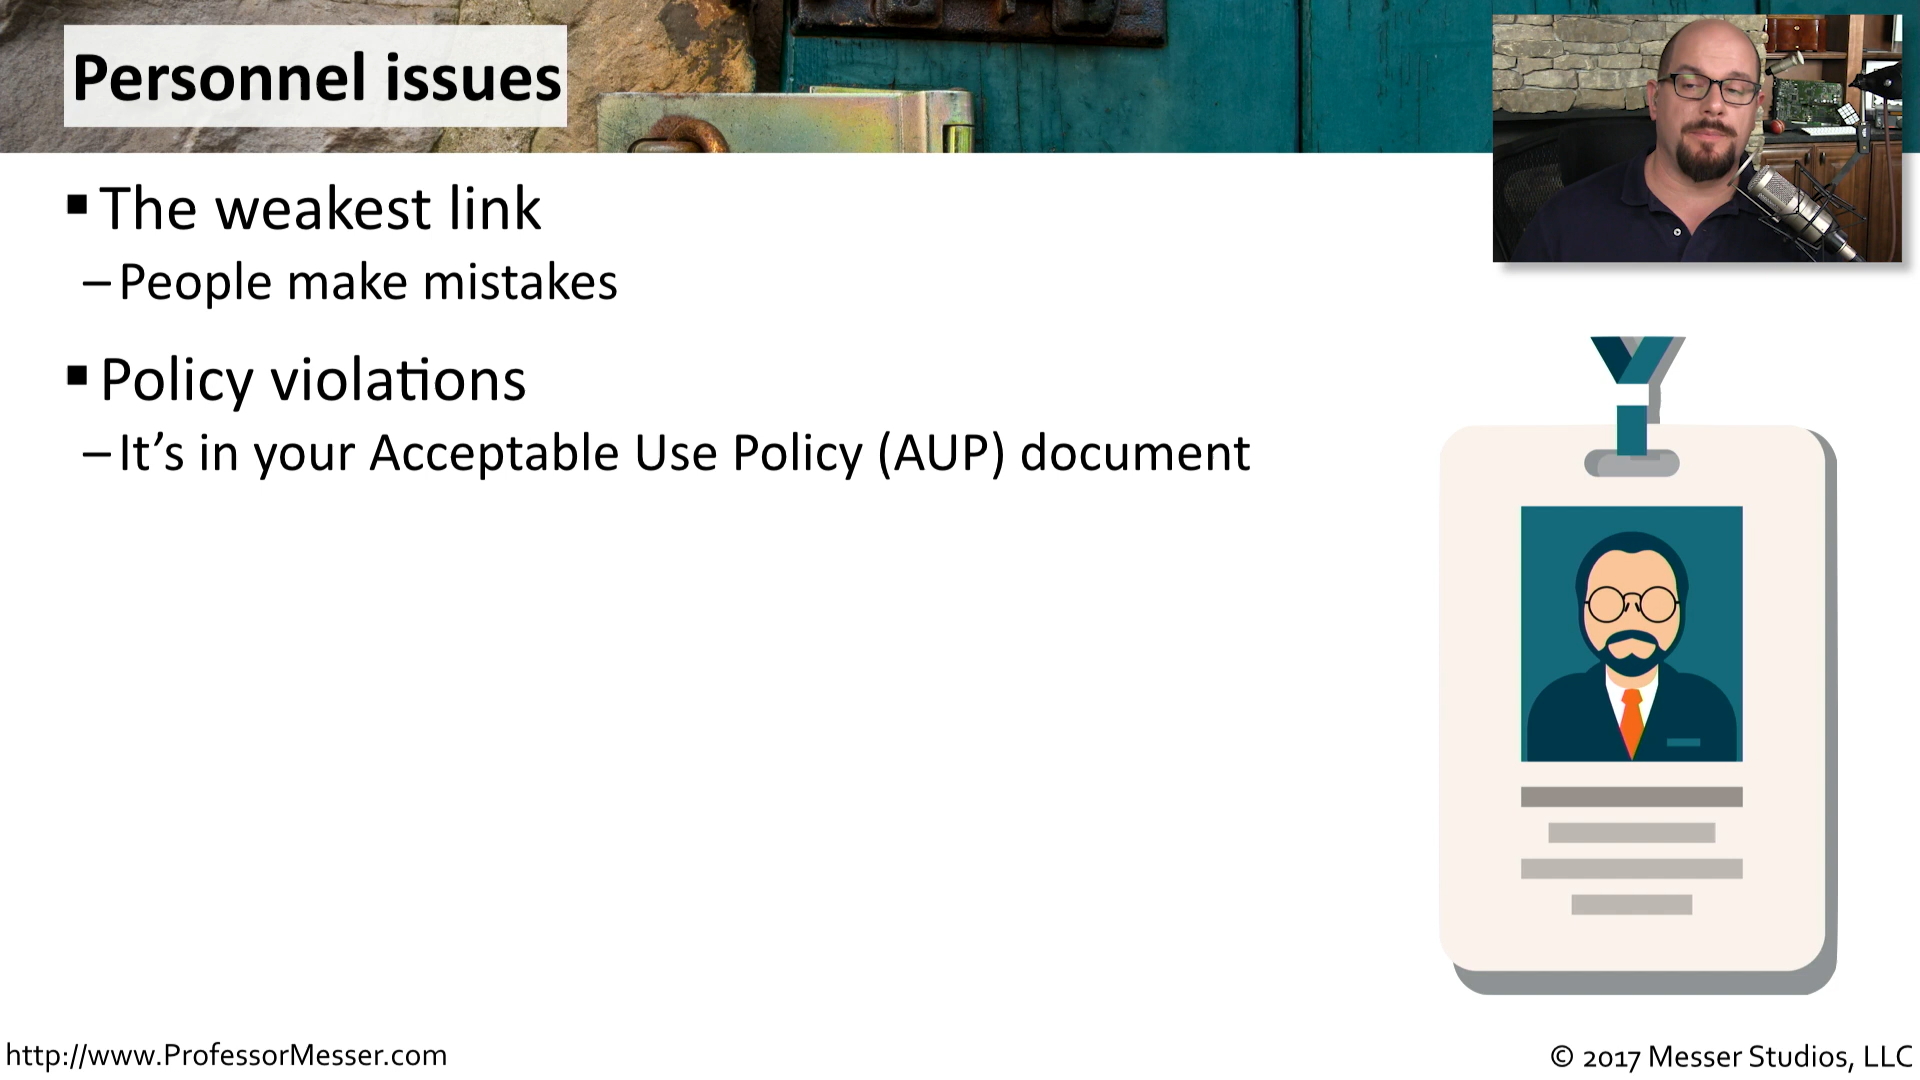 Personnel issues
▪ The weakest link
– People make mistakes
▪ Policy violations
– It’s in your Acceptable Use Policy (AUP) document
http://www.ProfessorMesser.com
© 2017 Messer Studios, LLC